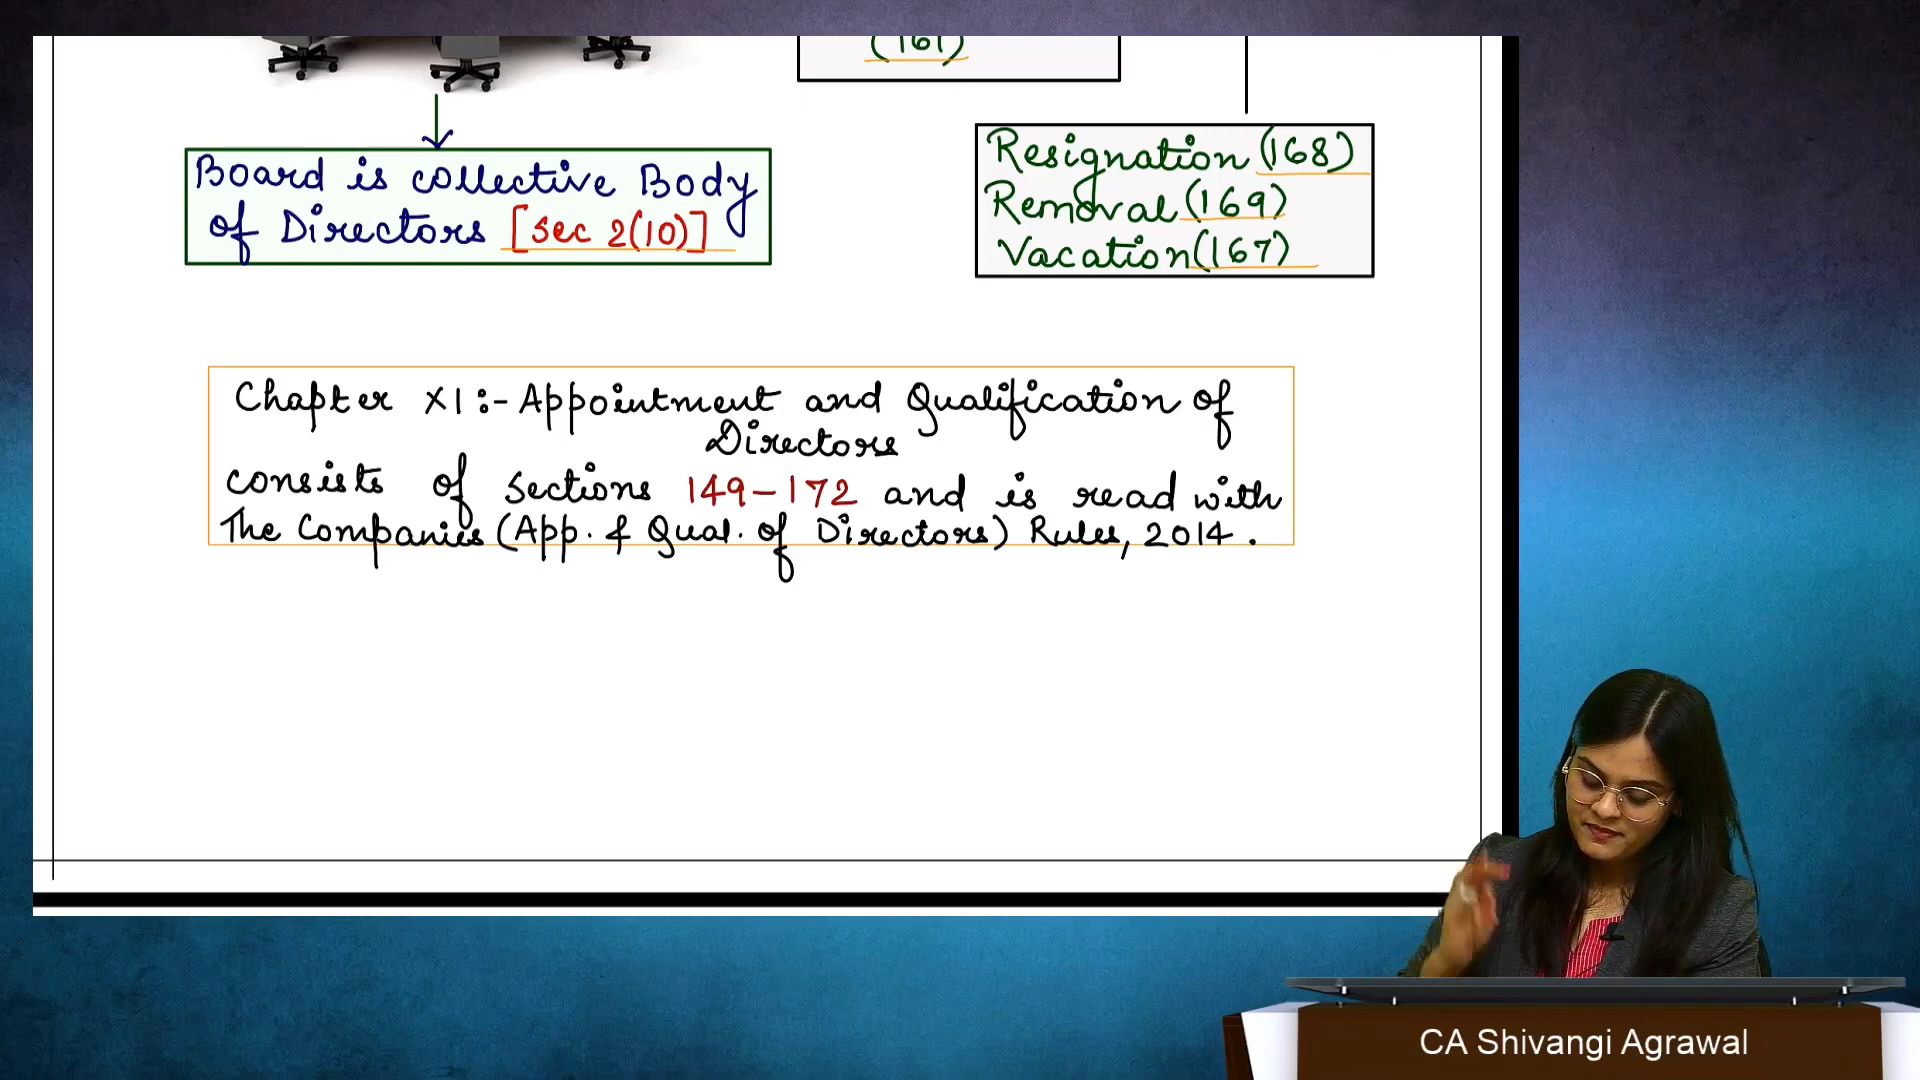 (161)
Board is collective Body
of Directors [sec 2(10)]
Resignation (168)
Removal (169)
Vacation (167)
Chapter XI :- Appointment and Qualification of
Directors
consists of sections 149-172 and is read with
The Companies (App. & Qual. of Directors) Rules, 2014.
CA Shivangi Agrawal